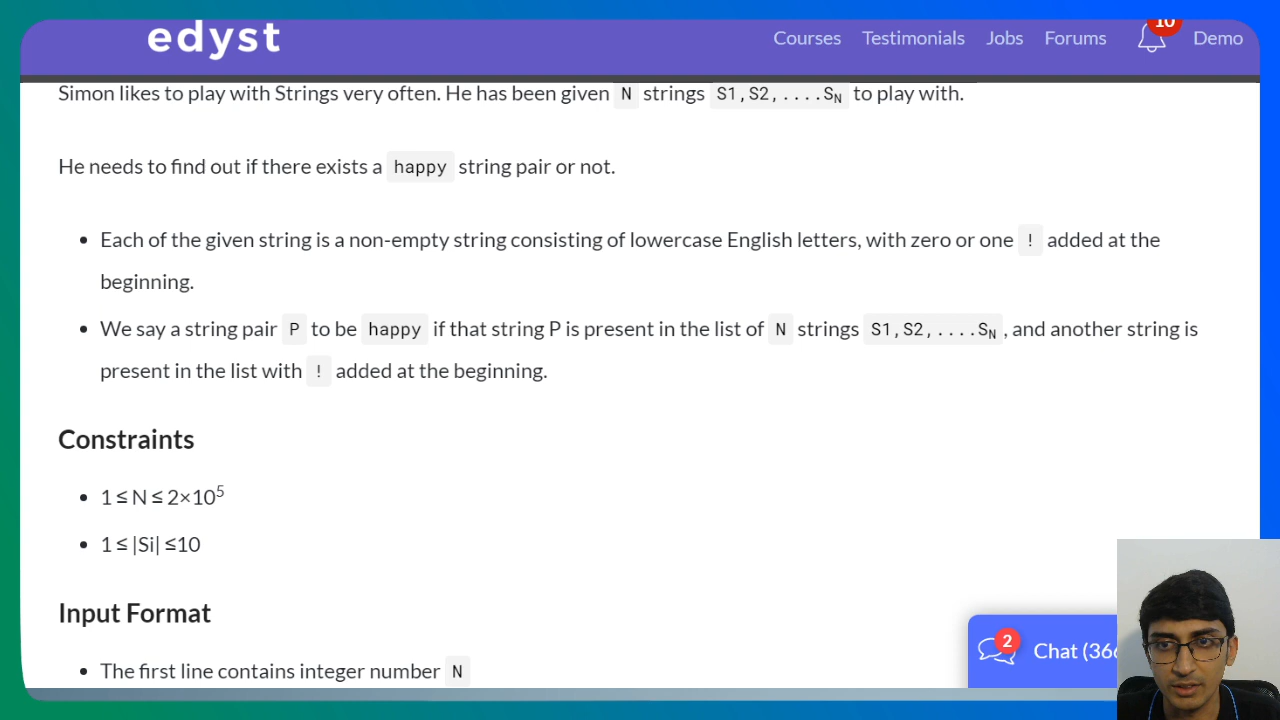 edyst
Courses Testimonials Jobs Forums 10 Demo
Simon likes to play with Strings very often. He has been given N strings S1,S2,....SN to play with.
He needs to find out if there exists a happy string pair or not.
• Each of the given string is a non-empty string consisting of lowercase English letters, with zero or one ! added at the
beginning.
• We say a string pair P to be happy if that string P is present in the list of N strings S1,S2,....SN, and another string is
present in the list with ! added at the beginning.
Constraints
• 1 ≤ N ≤ 2×10⁵
• 1 ≤ |Si| ≤10
Input Format
• The first line contains integer number N
2 Chat (36